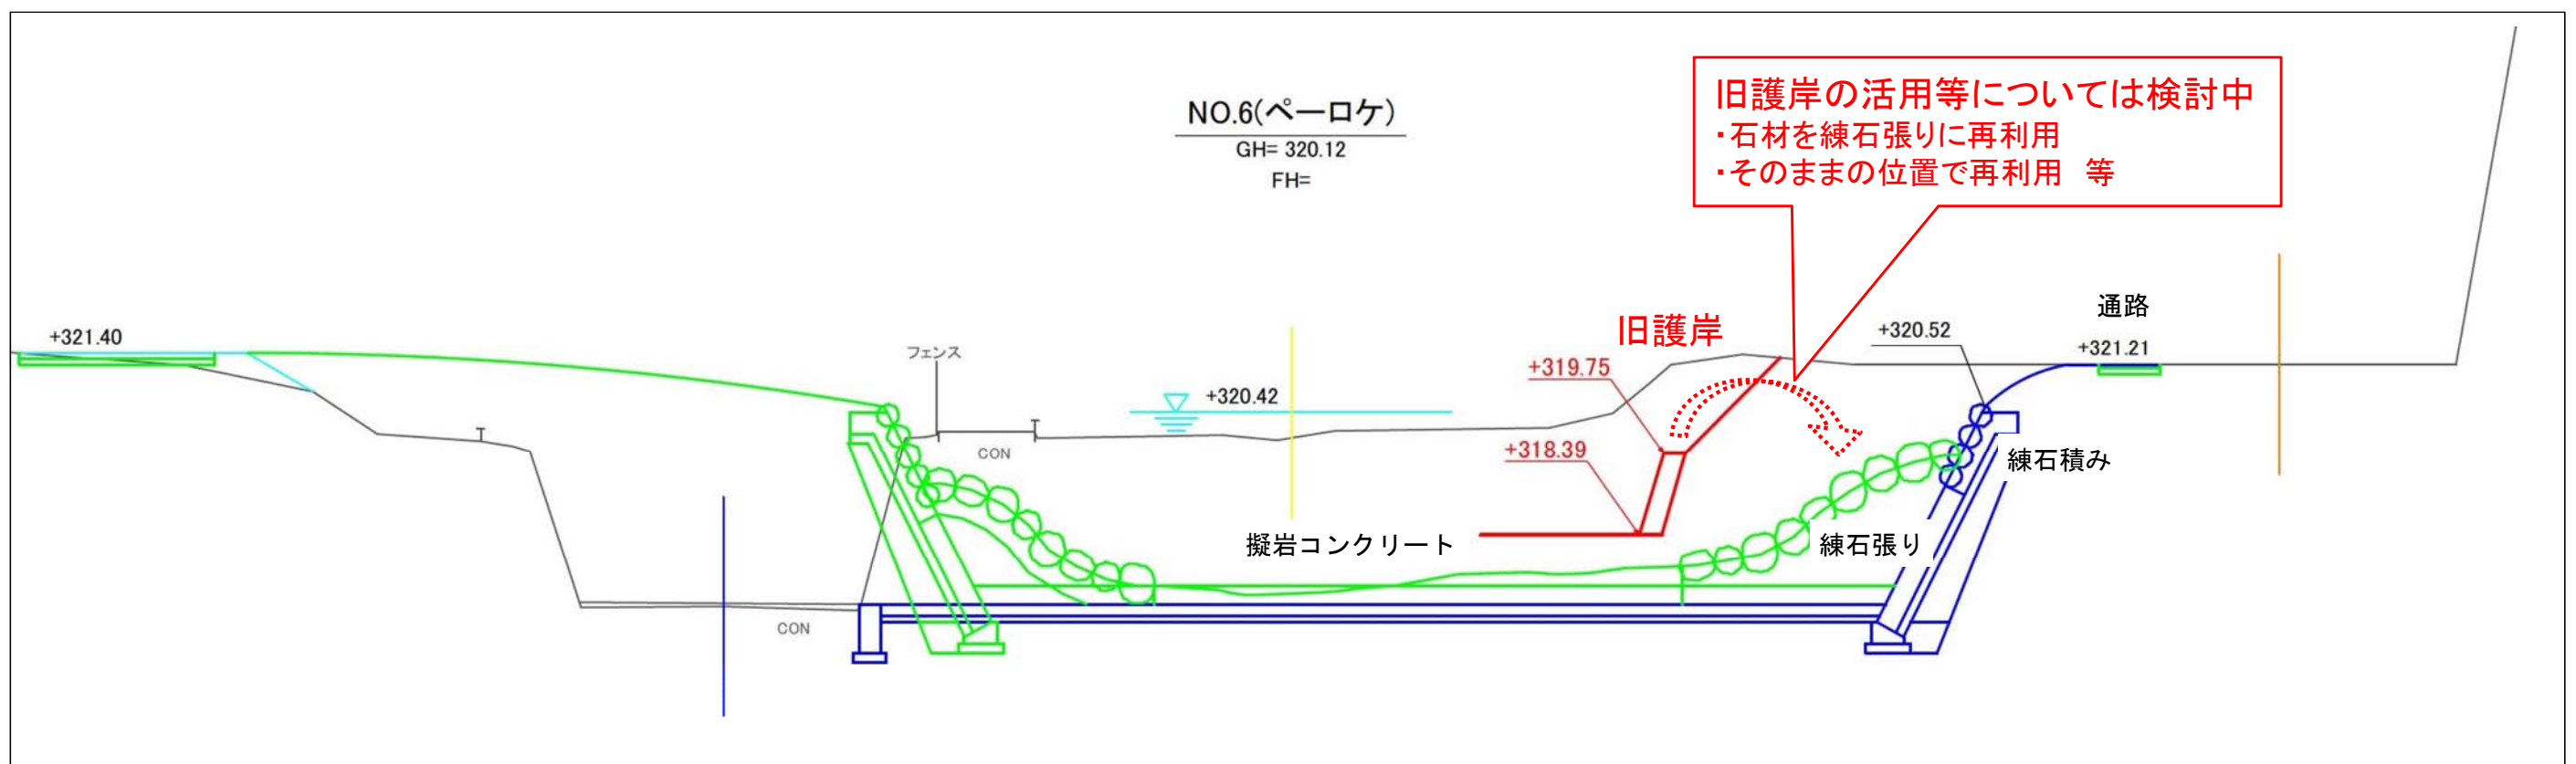 NO.6(ペーロケ)
GH= 320.12
FH=
旧護岸の活用等については検討中
・石材を練石張りに再利用
・そのままの位置で再利用　等
通路
+321.40
フェンス
+320.42
旧護岸
+319.75
+320.52
+321.21
CON
+318.39
練石積み
擬岩コンクリート
練石張り
CON